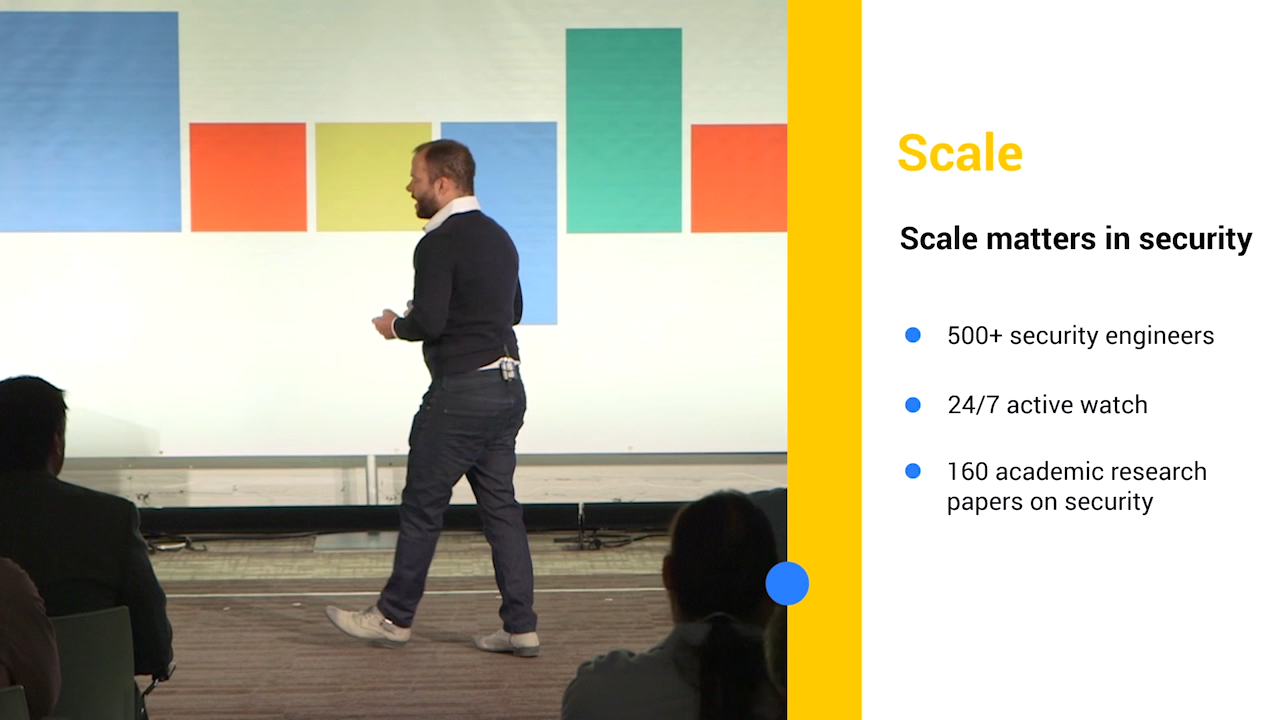 Scale
Scale matters in security
500+ security engineers
24/7 active watch
160 academic research
papers on security